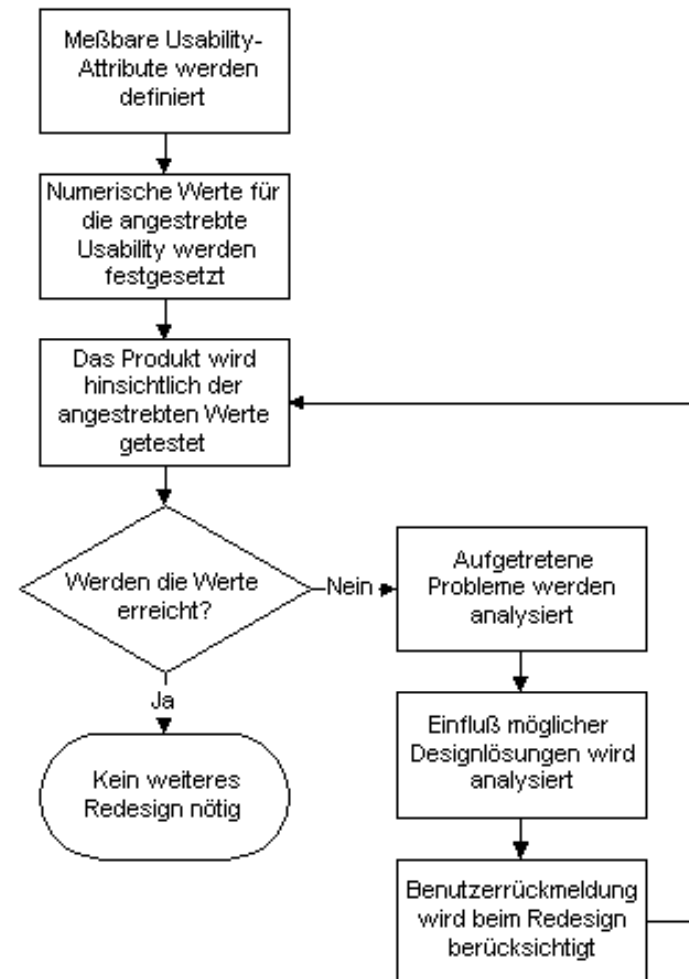 Meßbare Usability-
Attribute werden
definiert
Numerische Werte für
die angestrebte
Usability werden
festgesetzt
Das Produkt wird
hinsichtlich der
angestrebten Werte
getestet
Werden die Werte
erreicht?
Nein
Aufgetretene
Probleme werden
analysiert
Ja
Einfluß möglicher
Designlösungen wird
analysiert
Kein weiteres
Redesign nötig
Benutzerrückmeldung
wird beim Redesign
berücksichtigt